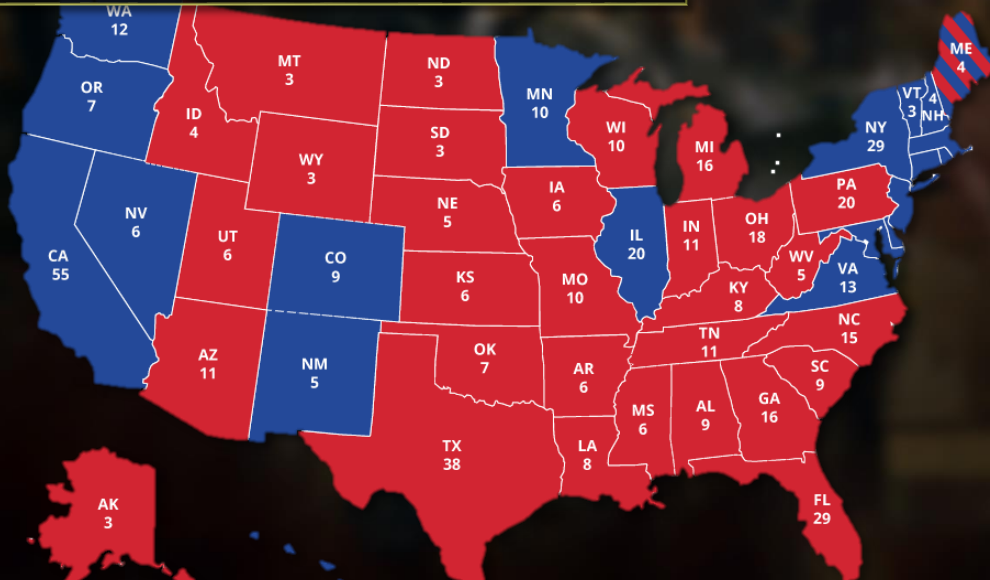 WA
12
OR
7
CA
55
NV
6
ID
4
MT
3
WY
3
UT
6
CO
9
AZ
11
NM
5
ND
3
SD
3
NE
5
KS
6
OK
7
TX
38
MN
10
IA
6
MO
10
AR
6
LA
8
WI
10
IL
20
MI
16
IN
11
OH
18
KY
8
TN
11
MS
6
AL
9
GA
16
FL
29
SC
9
NC
15
VA
13
WV
5
PA
20
NY
29
VT
3
4
NH
ME
4
AK
3